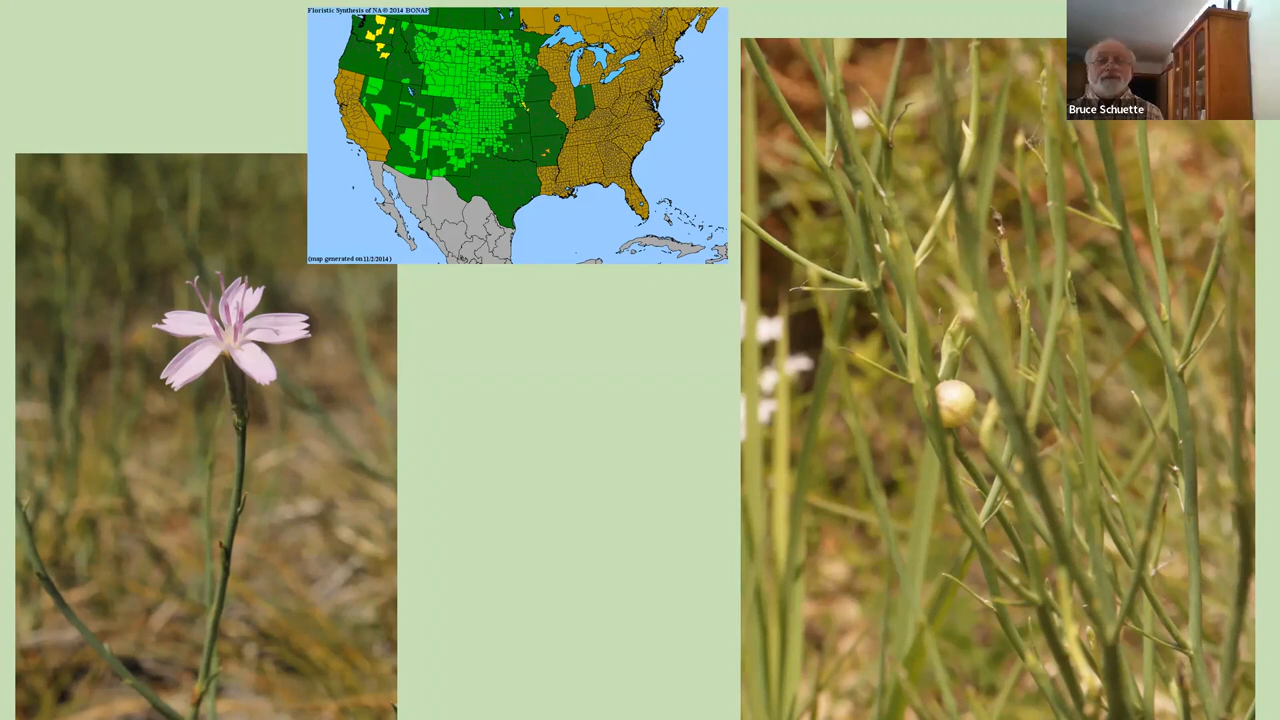 Floristic Synthesis of NA © 2014 BONAP
(map generated on 11/2/2014)
Bruce Schuette